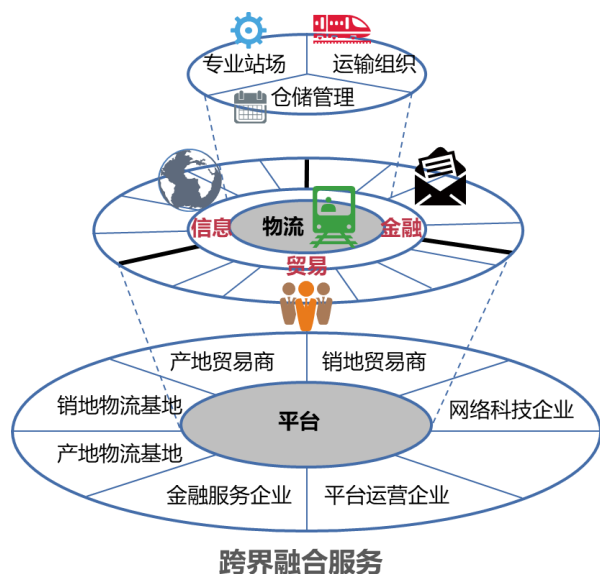 专业站场
运输组织
仓储管理
信息
物流
金融
贸易
产地贸易商
销地贸易商
销地物流基地
网络科技企业
平台
产地物流基地
金融服务企业
平台运营企业
跨界融合服务